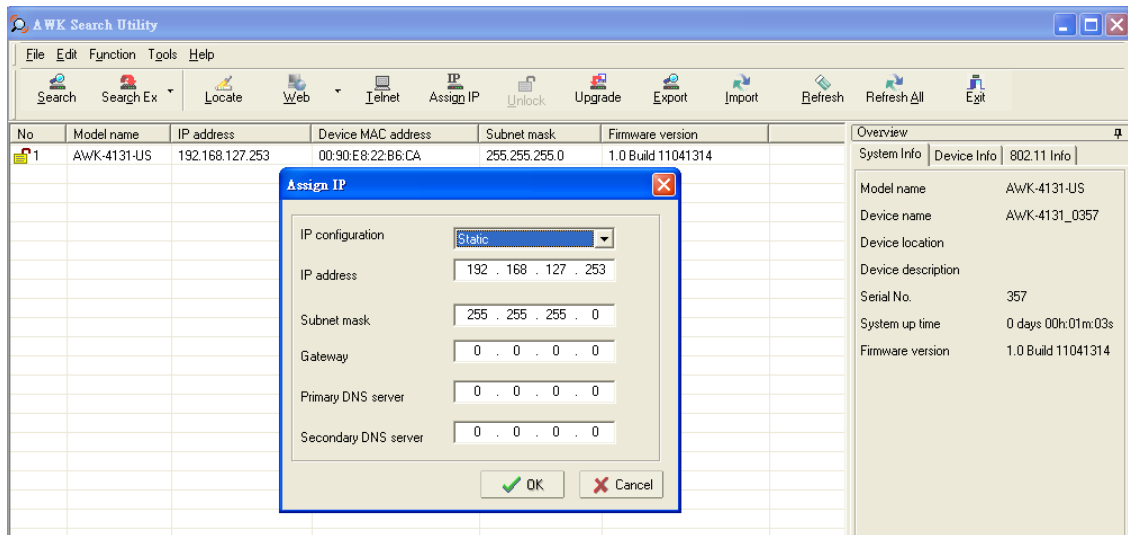 AWK Search Utility
File Edit Function Tools Help
Search Search Ex Locate Web Telnet IP Assign IP Unlock Upgrade Export Import Refresh Refresh All Exit
No Model name IP address Device MAC address Subnet mask Firmware version
1 AWK-4131-US 192.168.127.253 00:90:E8:22:B6:CA 255.255.255.0 1.0 Build 11041314
Assign IP
IP configuration Static
IP address 192 . 168 . 127 . 253
Subnet mask 255 . 255 . 255 . 0
Gateway 0 . 0 . 0 . 0
Primary DNS server 0 . 0 . 0 . 0
Secondary DNS server 0 . 0 . 0 . 0
OK Cancel
Overview
System Info Device Info 802.11 Info
Model name AWK-4131-US
Device name AWK-4131_0357
Device location
Device description
Serial No. 357
System up time 0 days 00h:01m:03s
Firmware version 1.0 Build 11041314